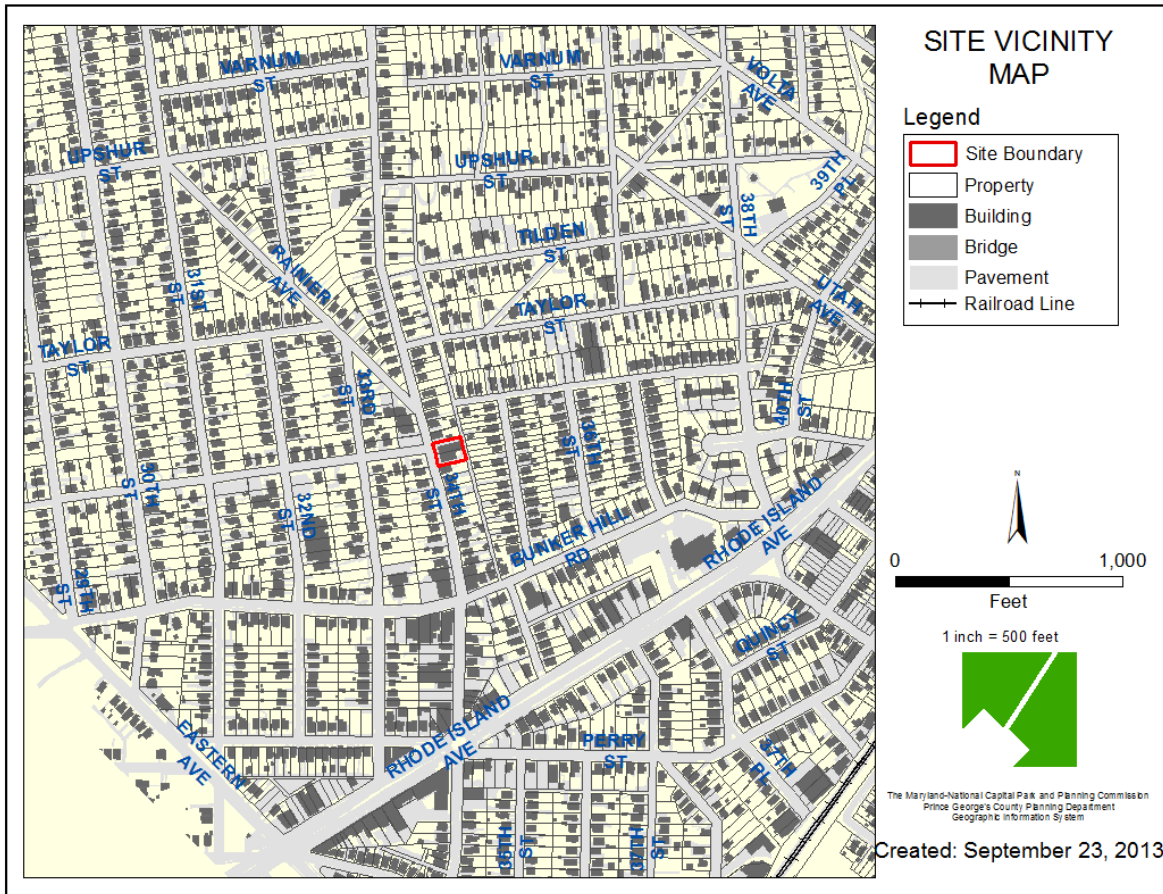 SITE VICINITY
MAP
Legend
Site Boundary
Property
Building
Bridge
Pavement
Railroad Line
N
0 1,000
Feet
1 inch = 500 feet
The Maryland-National Capital Park and Planning Commission
Prince George's County Planning Department
Geographic Information System
Created: September 23, 2013
VARNUM
ST
VARNUM
ST
VOLTA
AVE
UPSHUR
ST
UPSHUR
ST
39TH
PL
38TH
ST
TILDEN
ST
RAINIER
AVE
31ST
ST
UTAH
AVE
TAYLOR
ST
TAYLOR
ST
33RD
ST
40TH
ST
36TH
ST
30TH
ST
32ND
ST
34TH
ST
BUNKER HILL
RD
RHODE ISLAND
AVE
29TH
ST
QUINCY
ST
EASTERN
AVE
RHODE ISLAND
AVE
PERRY
ST
37TH
PL
35TH
ST
37TH
ST